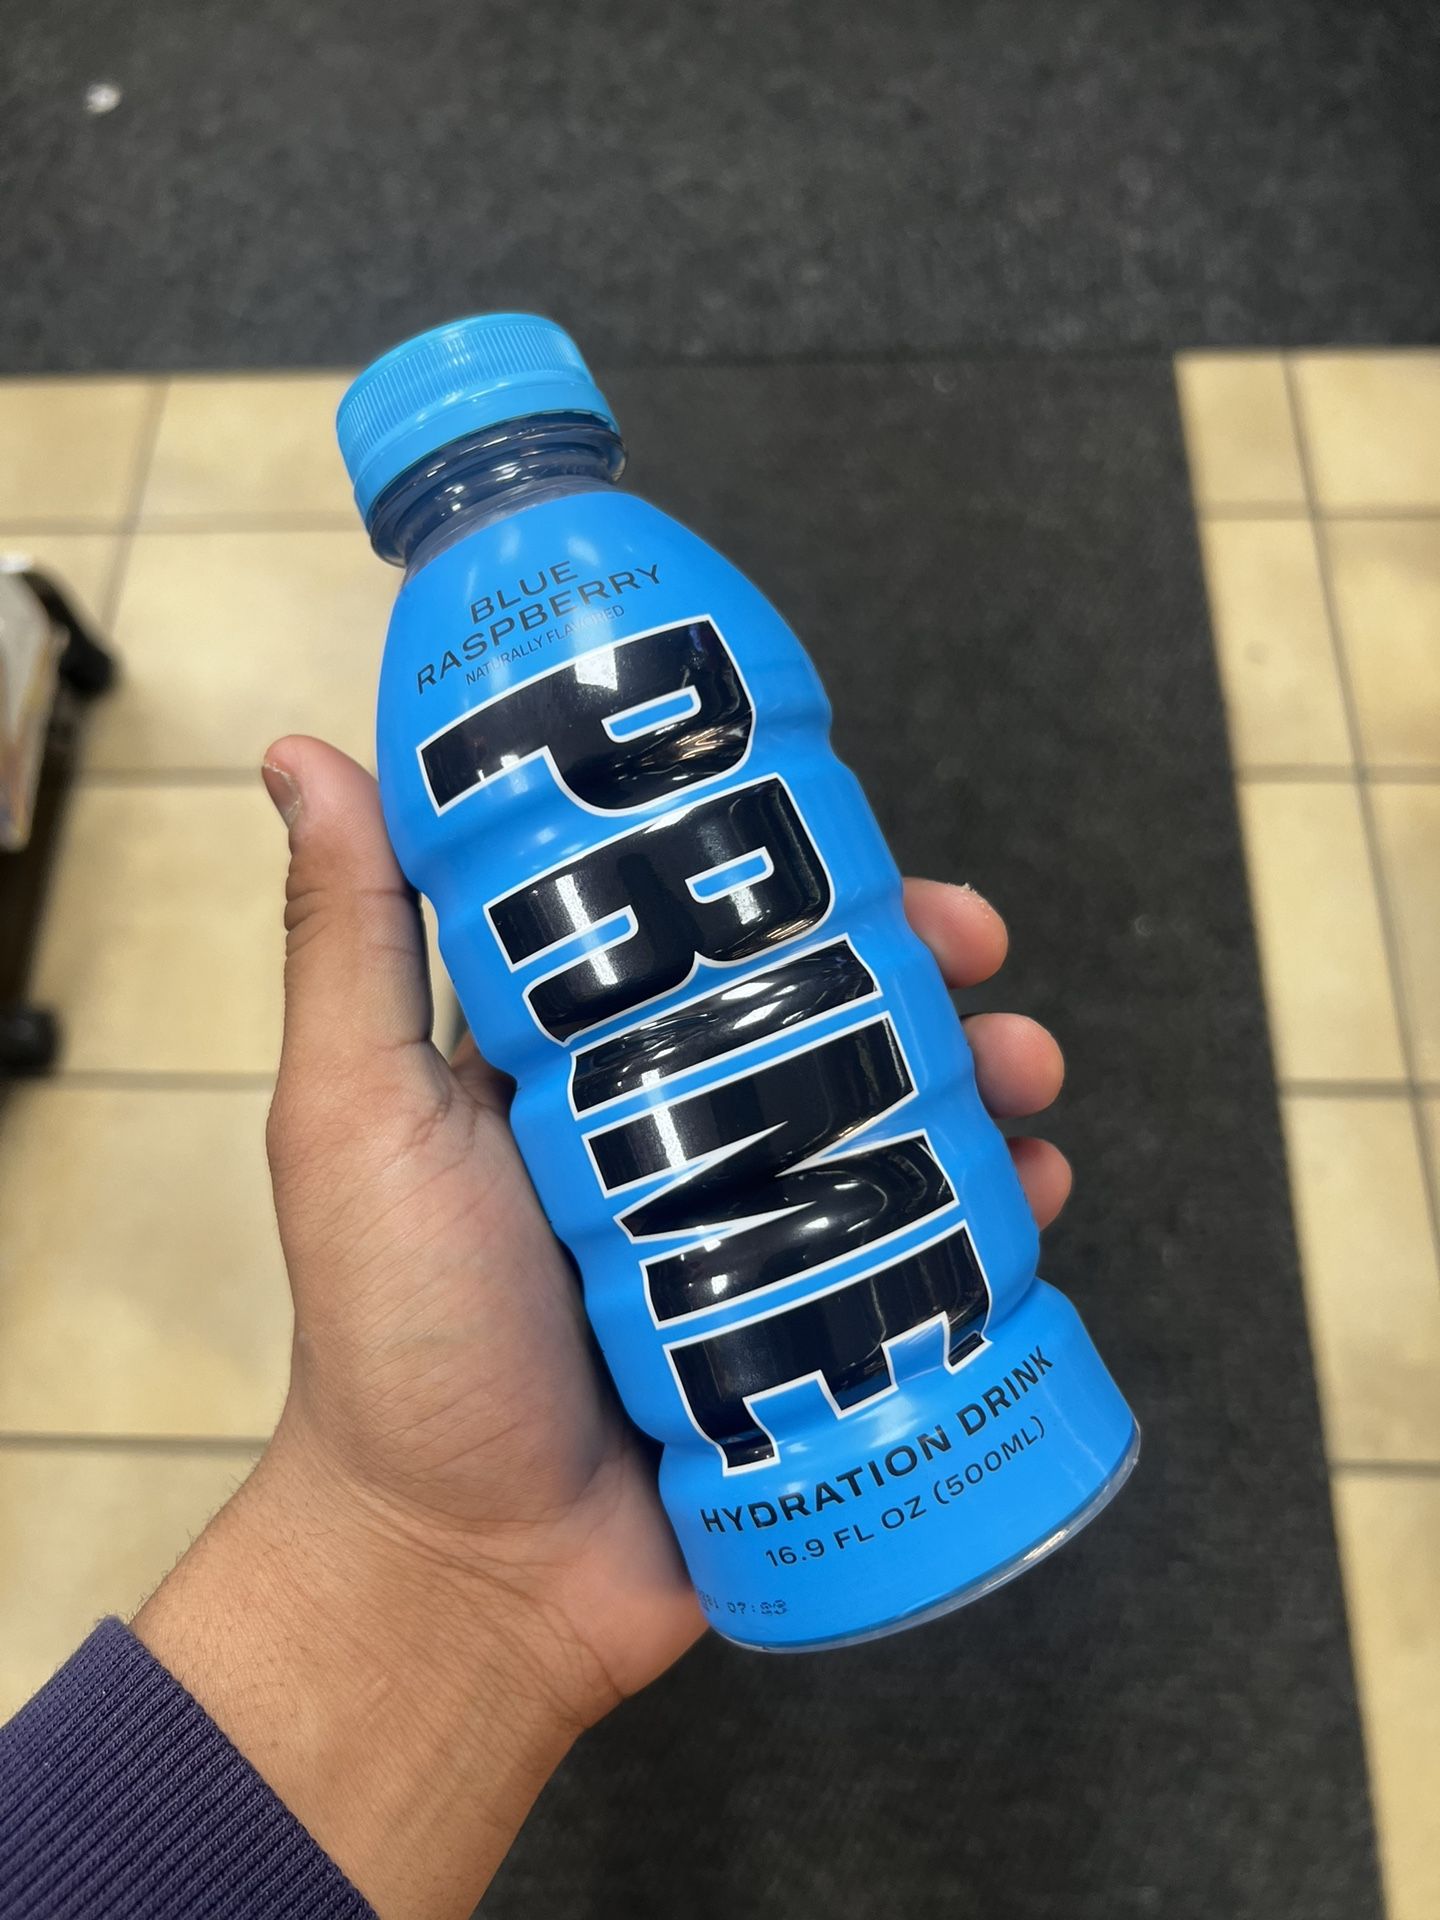 BLUE
RASPBERRY
NATURALLY FLAVORED
PRIME
HYDRATION DRINK
16.9 FL OZ (500ML)